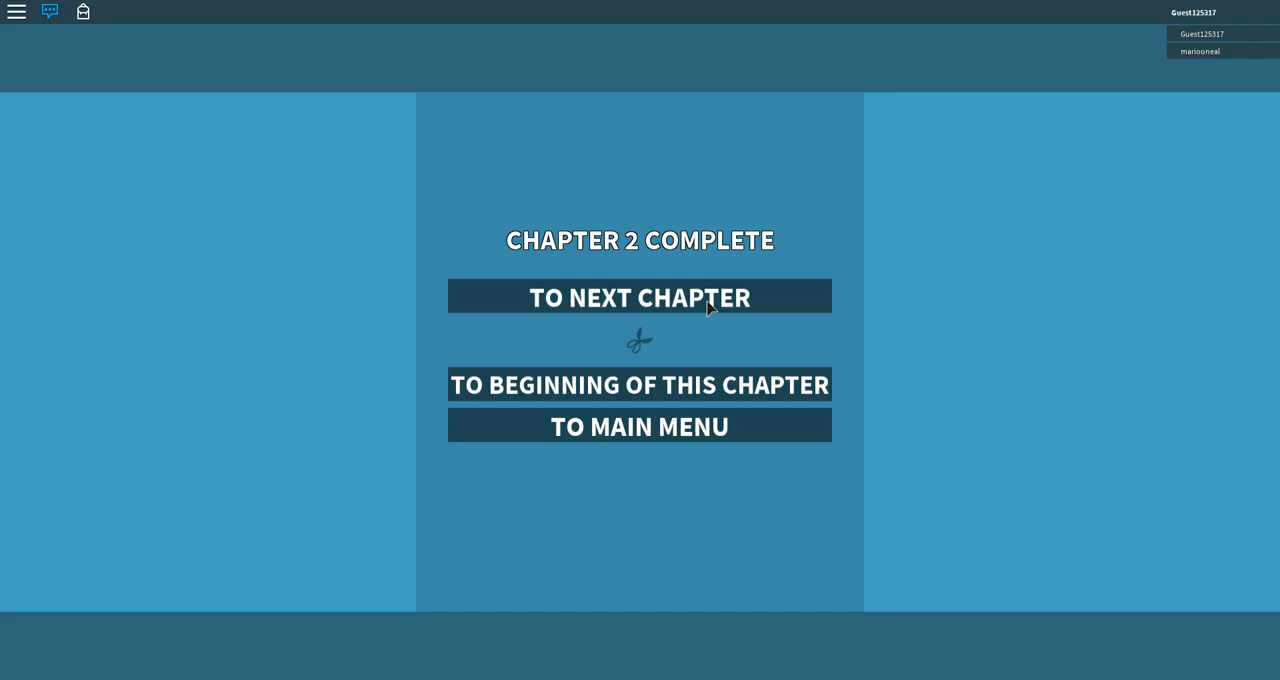 Guest125317
Guest125317
mariooneal
CHAPTER 2 COMPLETE
TO NEXT CHAPTER
TO BEGINNING OF THIS CHAPTER
TO MAIN MENU